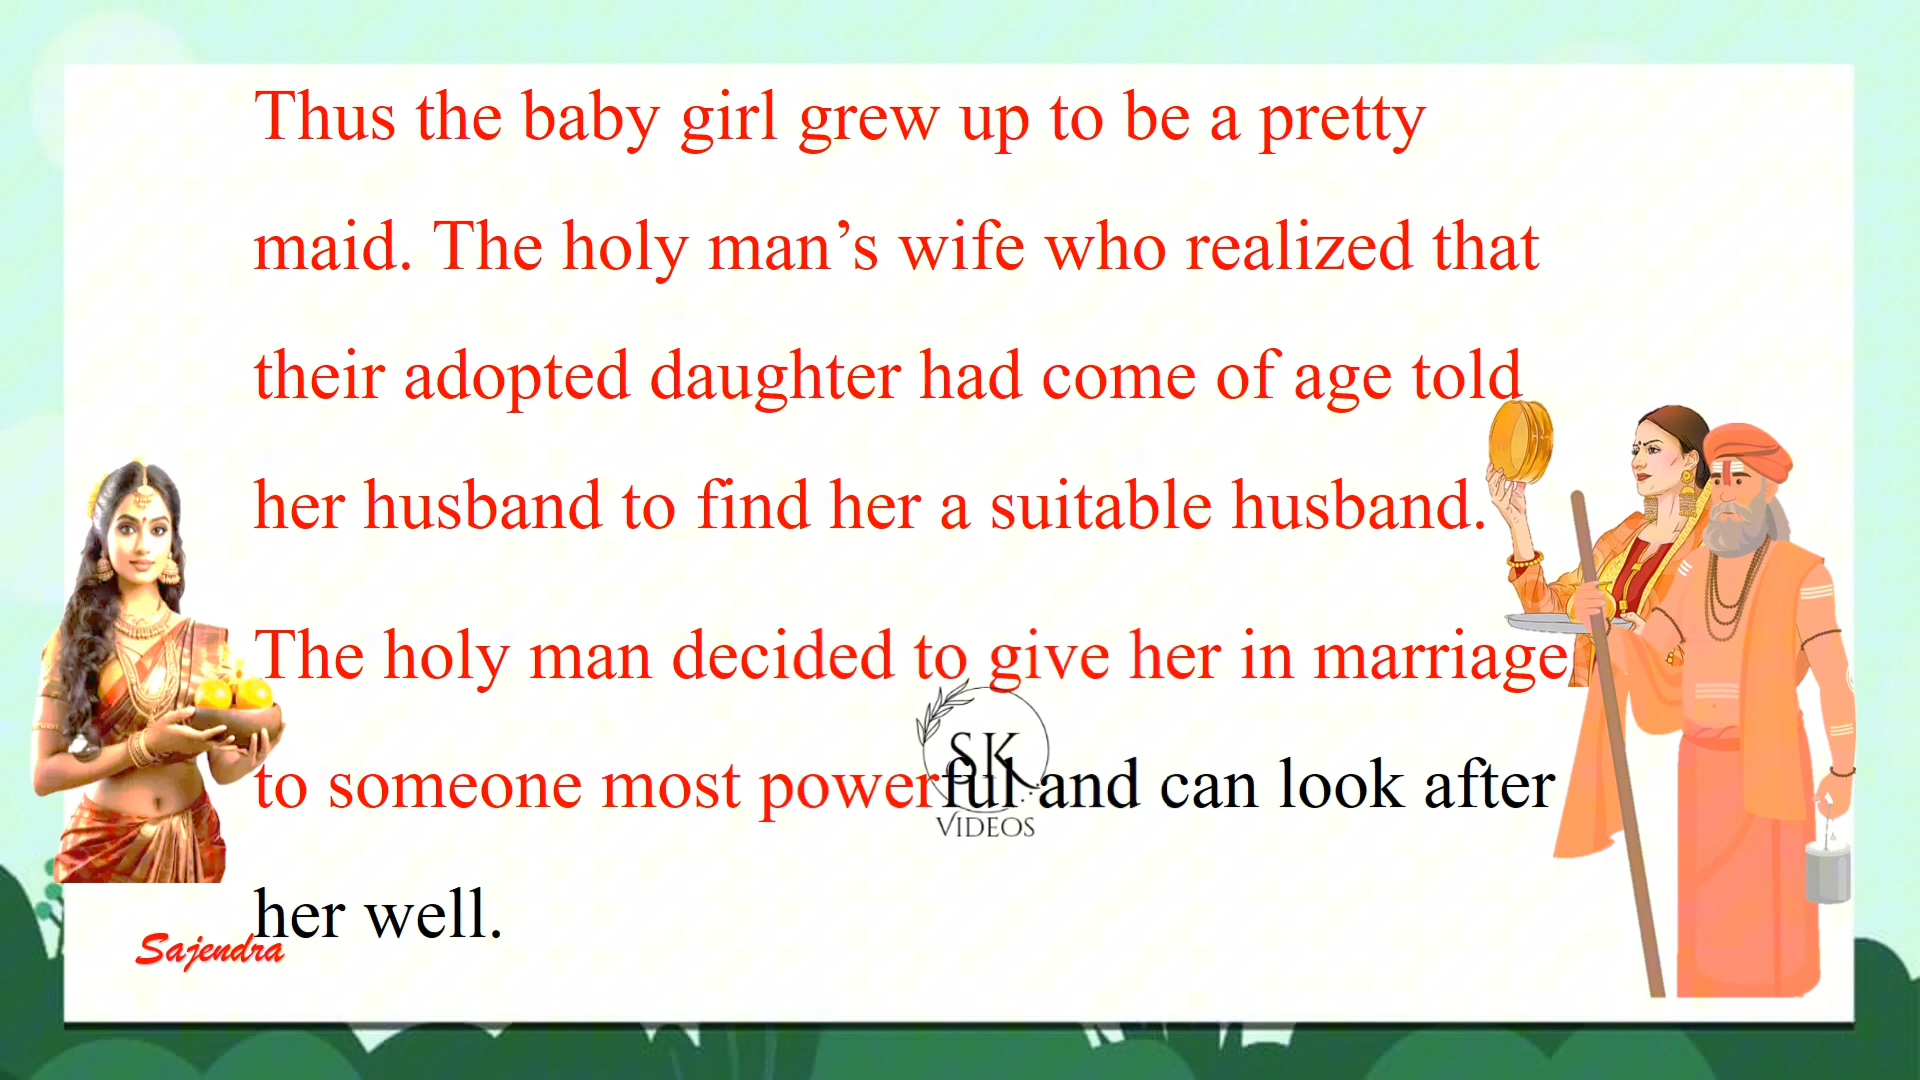 Thus the baby girl grew up to be a pretty
maid. The holy man’s wife who realized that
their adopted daughter had come of age told
her husband to find her a suitable husband.
The holy man decided to give her in marriage
to someone most powerful and can look after
her well.
SK
VIDEOS
Sajendra